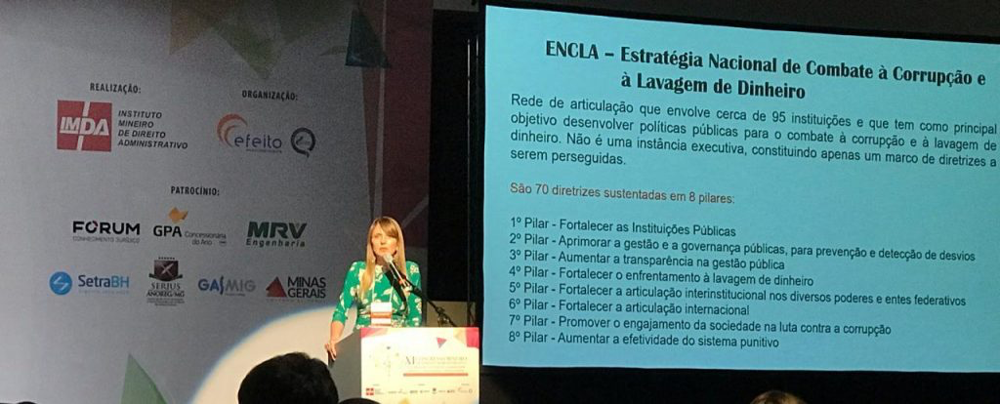 REALIZAÇÃO:
ORGANIZAÇÃO:
IMDA
INSTITUTO
MINEIRO
DE DIREITO
ADMINISTRATIVO
efeito
PATROCÍNIO:
FÓRUM
CONHECIMENTO JURÍDICO
GPA
Concessionária
do Ano
MRV
Engenharia
SetraBH
SERJUS
ANOREG/MG
GASMIG
MINAS
GERAIS
XI CONGRESSO MINEIRO
ENCLA – Estratégia Nacional de Combate à Corrupção e
à Lavagem de Dinheiro
Rede de articulação que envolve cerca de 95 instituições e que tem como principal
objetivo desenvolver políticas públicas para o combate à corrupção e à lavagem de
dinheiro. Não é uma instância executiva, constituindo apenas um marco de diretrizes a
serem perseguidas.
São 70 diretrizes sustentadas em 8 pilares:
1º Pilar - Fortalecer as Instituições Públicas
2º Pilar - Aprimorar a gestão e a governança públicas, para prevenção e detecção de desvios
3º Pilar - Aumentar a transparência na gestão pública
4º Pilar - Fortalecer o enfrentamento à lavagem de dinheiro
5º Pilar - Fortalecer a articulação interinstitucional nos diversos poderes e entes federativos
6º Pilar - Fortalecer a articulação internacional
7º Pilar - Promover o engajamento da sociedade na luta contra a corrupção
8º Pilar - Aumentar a efetividade do sistema punitivo